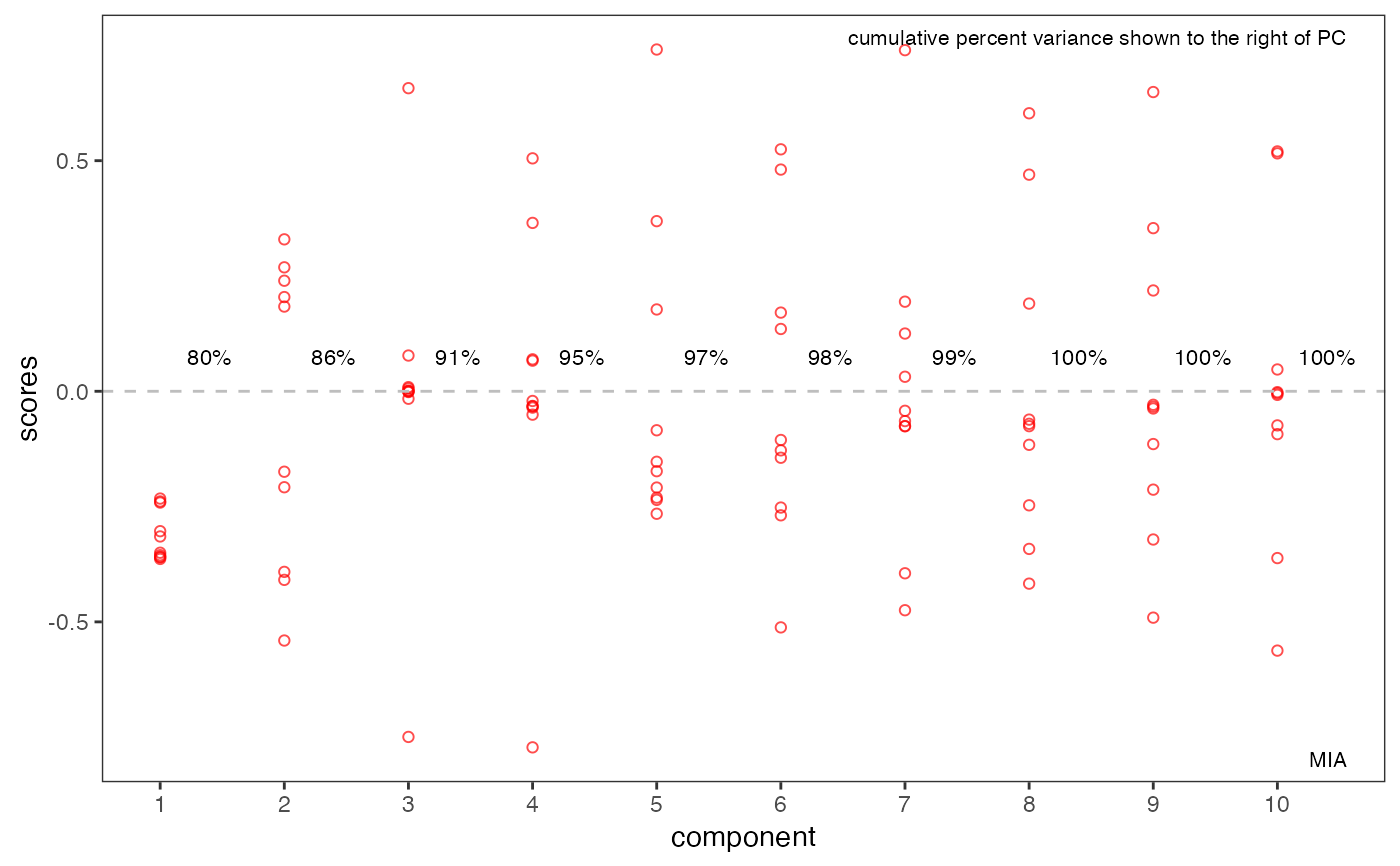 cumulative percent variance shown to the right of PC
0.5
80% 86% 91% 95% 97% 98% 99% 100% 100% 100%
0.0
scores
-0.5
MIA
1 2 3 4 5 6 7 8 9 10
component